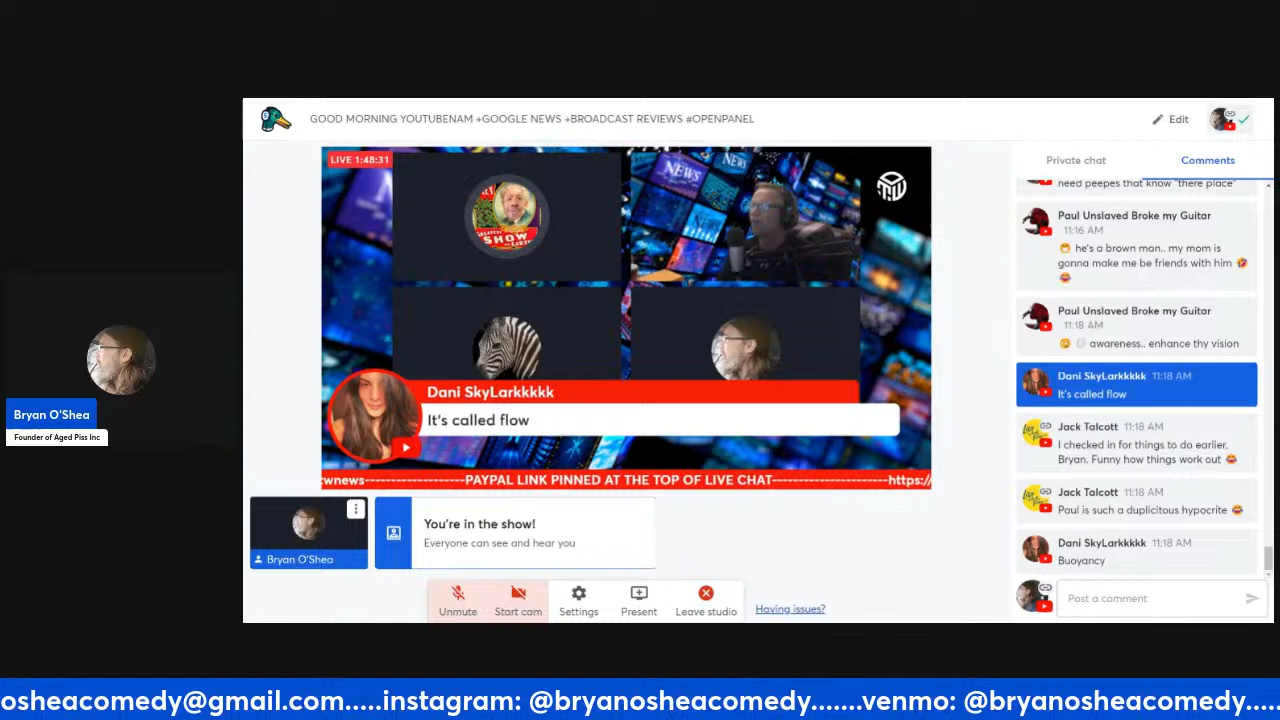 GOOD MORNING YOUTUBENAM +GOOGLE NEWS +BROADCAST REVIEWS #OPENPANEL
Edit
LIVE 1:48:31
NEWS
NEWS
SHOW
Dani SkyLarkkkkk
It's called flow
twnews--------------------PAYPAL LINK PINNED AT THE TOP OF LIVE CHAT--------------------https://
Private chat
Comments
need peepes that know "there place"
Paul Unslaved Broke my Guitar
11:16 AM
he's a brown man.. my mom is
gonna make me be friends with him
Paul Unslaved Broke my Guitar
11:18 AM
awareness.. enhance thy vision
Dani SkyLarkkkkk 11:18 AM
It's called flow
Jack Talcott 11:18 AM
I checked in for things to do earlier,
Bryan. Funny how things work out
Jack Talcott 11:18 AM
Paul is such a duplicitous hypocrite
Dani SkyLarkkkkk 11:18 AM
Buoyancy
Post a comment
Bryan O'Shea
Founder of Aged Piss Inc
Bryan O'Shea
You're in the show!
Everyone can see and hear you
Unmute
Start cam
Settings
Present
Leave studio
Having issues?
osheacomedy@gmail.com.....instagram: @bryanosheacomedy.......venmo: @bryanosheacomedy.....